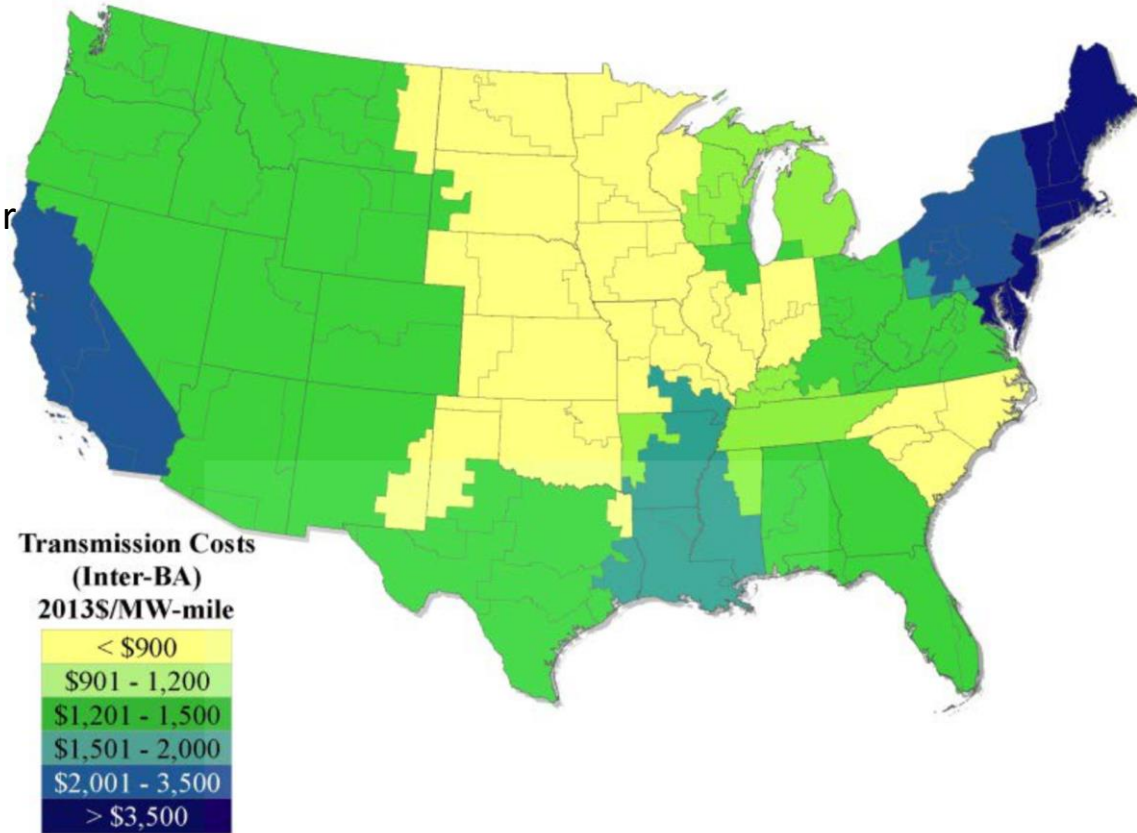 r
Transmission Costs
(Inter-BA)
2013$/MW-mile
< $900
$901 - 1,200
$1,201 - 1,500
$1,501 - 2,000
$2,001 - 3,500
> $3,500